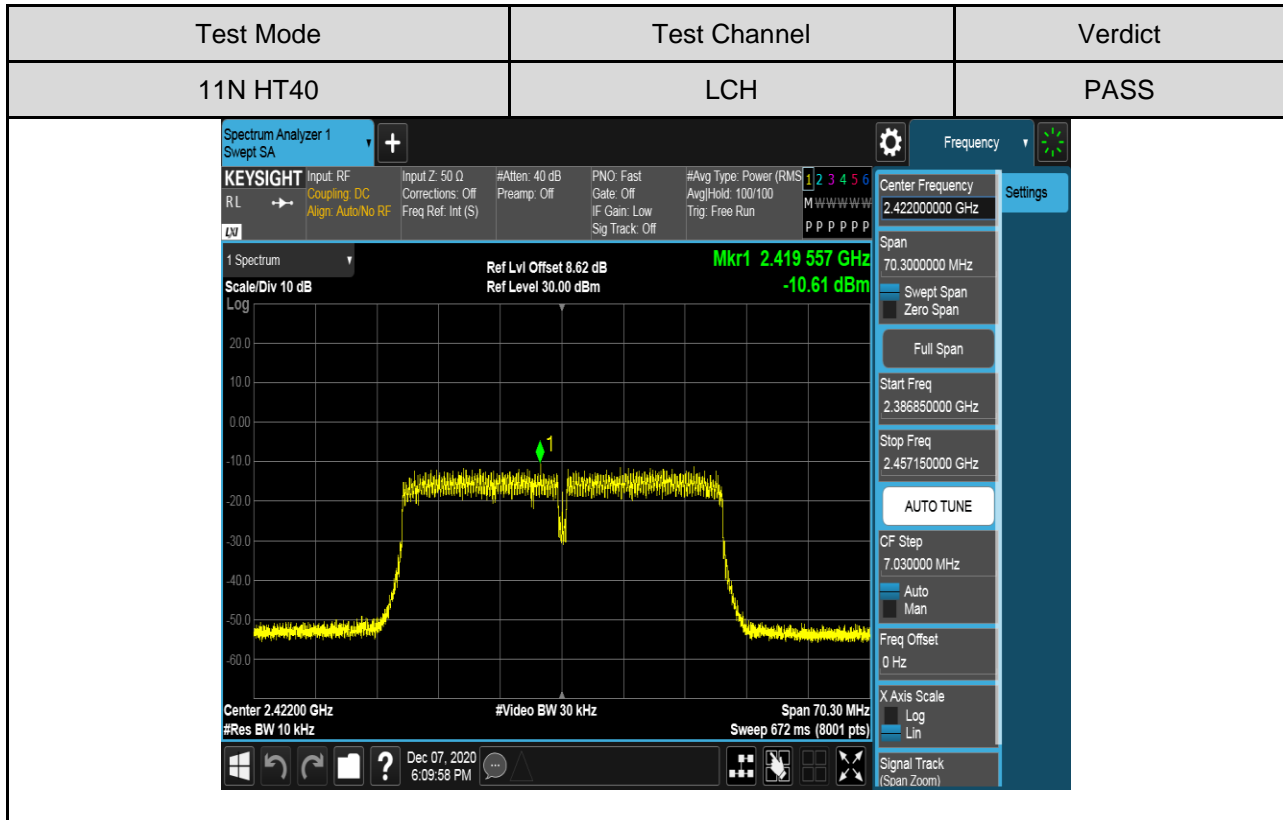 Test Mode Test Channel Verdict
11N HT40 LCH PASS
Spectrum Analyzer 1
Swept SA
+
Frequency
KEYSIGHT Input: RF Input Z: 50 Ω #Atten: 40 dB PNO: Fast #Avg Type: Power (RMS 1 2 3 4 5 6
RL Coupling: DC Corrections: Off Preamp: Off Gate: Off Avg|Hold: 100/100 M W W W W W
Align: Auto/No RF Freq Ref: Int (S) IF Gain: Low Trig: Free Run
LXI Sig Track: Off P P P P P P
1 Spectrum
Scale/Div 10 dB
Ref Lvl Offset 8.62 dB
Ref Level 30.00 dBm
Mkr1 2.419 557 GHz
-10.61 dBm
Log
20.0
10.0
0.00
-10.0
-20.0
-30.0
-40.0
-50.0
-60.0
1
Center 2.42200 GHz #Video BW 30 kHz Span 70.30 MHz
#Res BW 10 kHz Sweep 672 ms (8001 pts)
? Dec 07, 2020
6:09:58 PM
Center Frequency
2.422000000 GHz
Settings
Span
70.3000000 MHz
Swept Span
Zero Span
Full Span
Start Freq
2.386850000 GHz
Stop Freq
2.457150000 GHz
AUTO TUNE
CF Step
7.030000 MHz
Auto
Man
Freq Offset
0 Hz
X Axis Scale
Log
Lin
Signal Track
(Span Zoom)